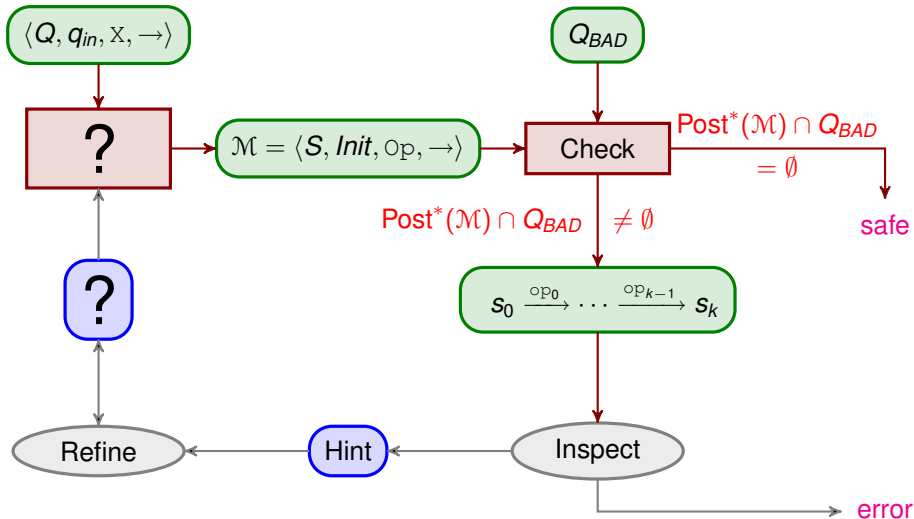 ⟨Q, q_in, X, →⟩
Q_BAD
?
ℳ = ⟨S, Init, Op, →⟩
Check
Post*(ℳ) ∩ Q_BAD
= ∅
safe
Post*(ℳ) ∩ Q_BAD ≠ ∅
?
s_0 —op_0→ ⋯ —op_{k−1}→ s_k
Refine
Hint
Inspect
error